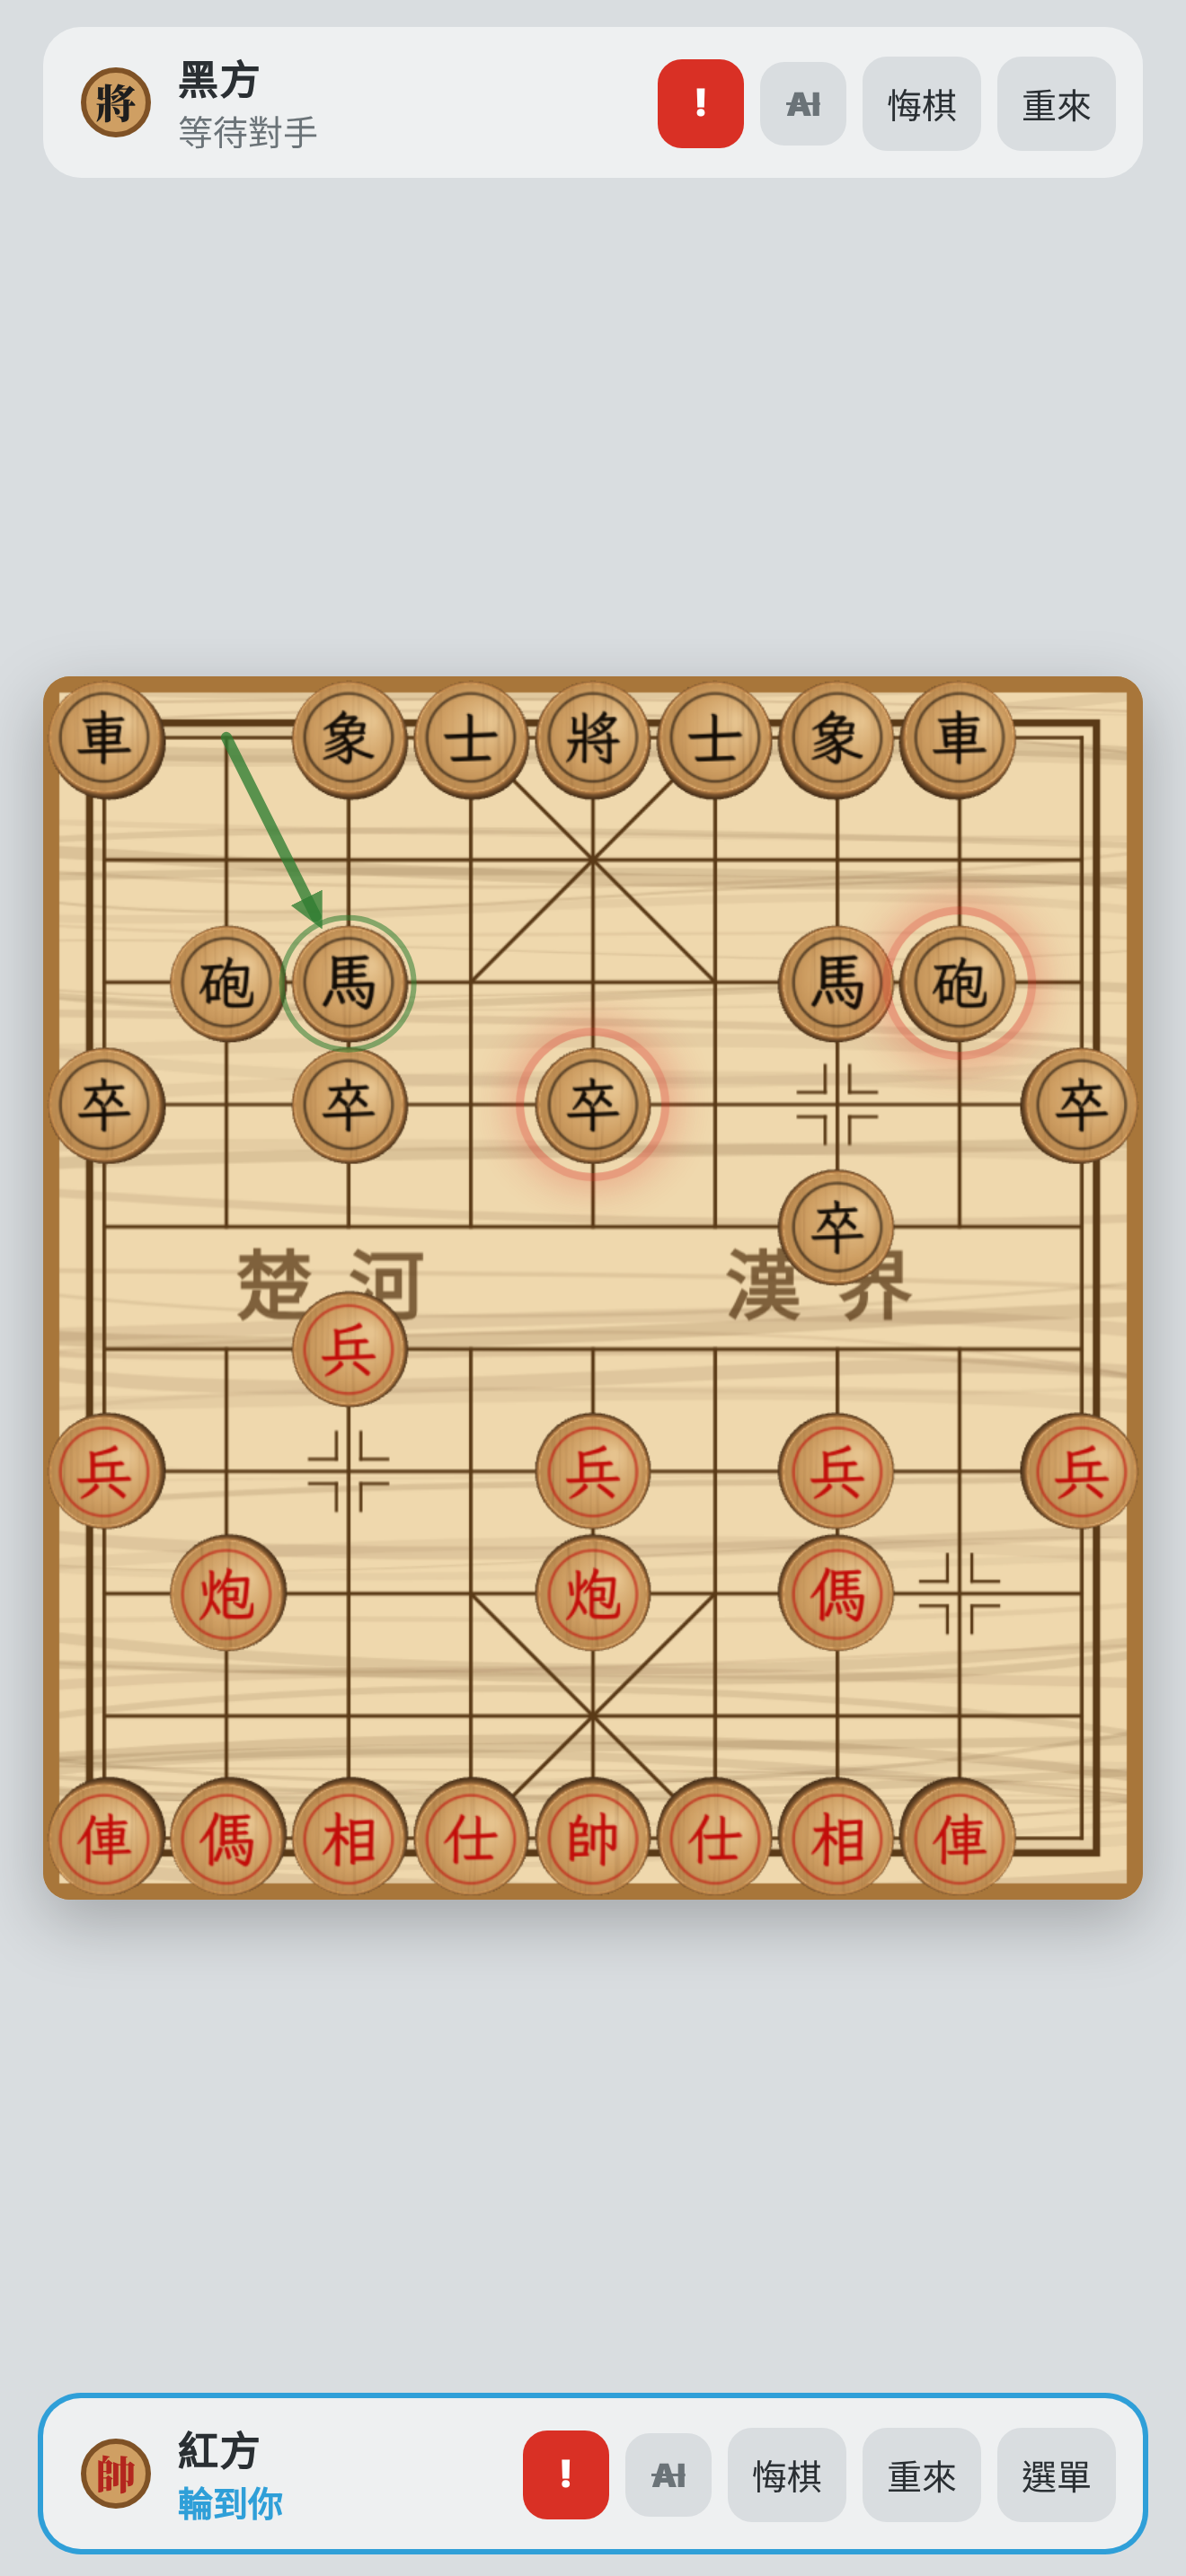 將
黑方
等待對手
!
AI
悔棋
重來
車 象 士 將 士 象 車
砲 馬 馬 砲
卒 卒 卒 卒
卒
楚 河 漢 界
兵
兵 兵 兵 兵
炮 炮 傌
俥 傌 相 仕 帥 仕 相 俥
帥
紅方
輪到你
!
AI
悔棋
重來
選單